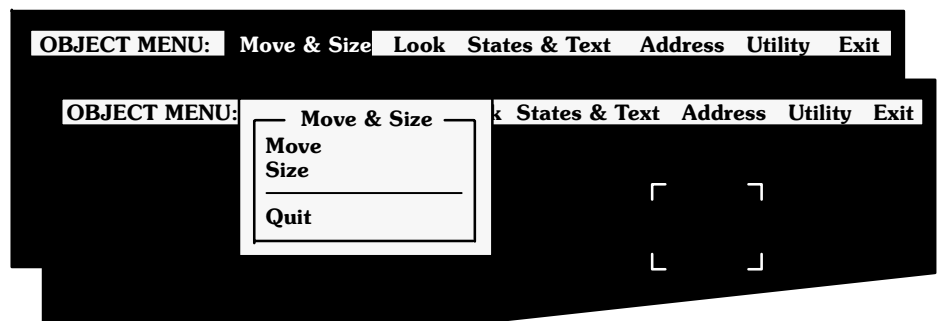 OBJECT MENU: Move & Size Look States & Text Address Utility Exit
OBJECT MENU: k States & Text Address Utility Exit
Move & Size
Move
Size
Quit